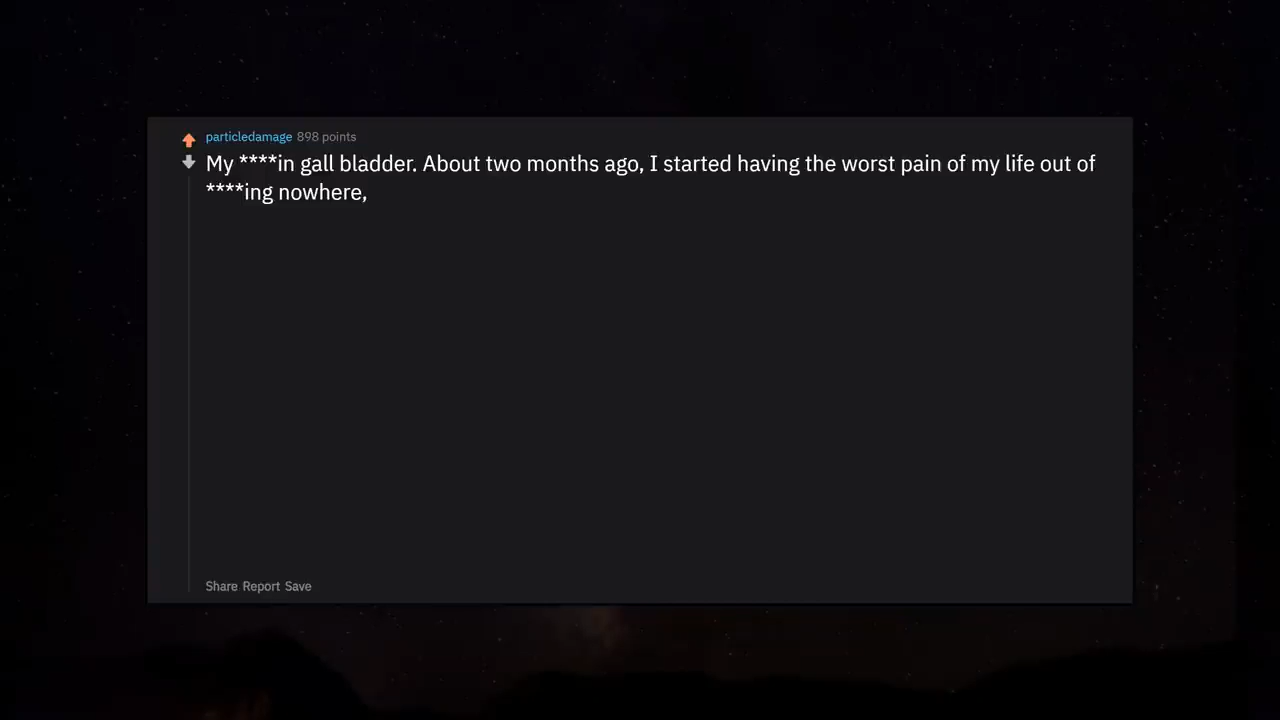 particledamage 898 points
My ****in gall bladder. About two months ago, I started having the worst pain of my life out of
****ing nowhere,
Share Report Save